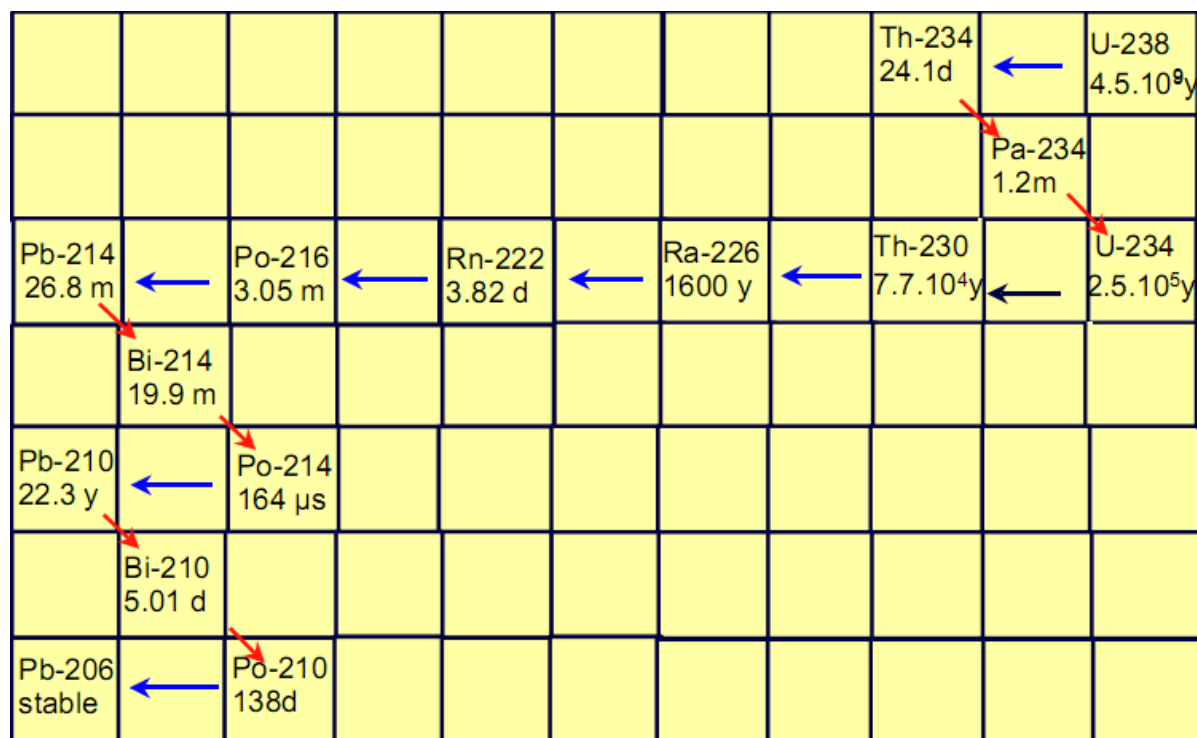 Th-234
24.1d
U-238
4.5.10⁹y
Pa-234
1.2m
Pb-214
26.8 m
Po-216
3.05 m
Rn-222
3.82 d
Ra-226
1600 y
Th-230
7.7.10⁴y
U-234
2.5.10⁵y
Bi-214
19.9 m
Pb-210
22.3 y
Po-214
164 µs
Bi-210
5.01 d
Pb-206
stable
Po-210
138d